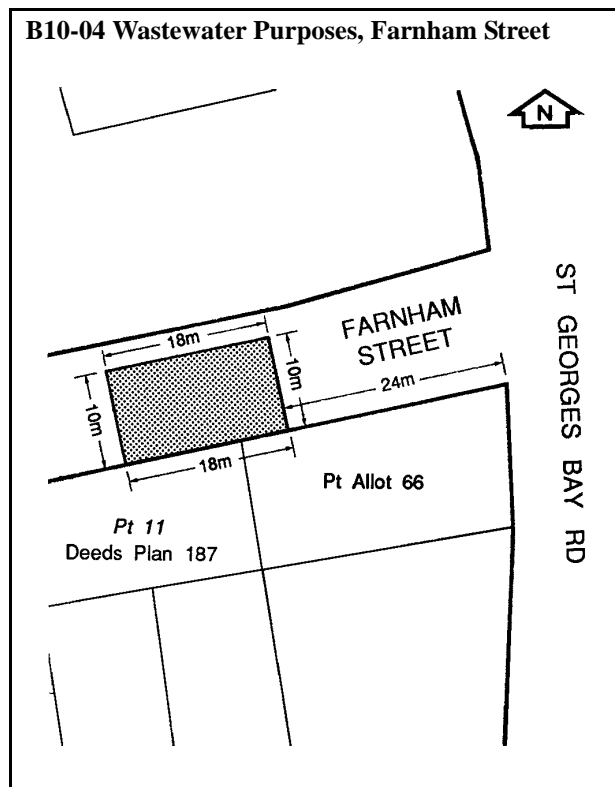 B10-04 Wastewater Purposes, Farnham Street
N
18m
10m
10m
FARNHAM
STREET
24m
18m
ST GEORGES BAY RD
Pt Allot 66
Pt 11
Deeds Plan 187